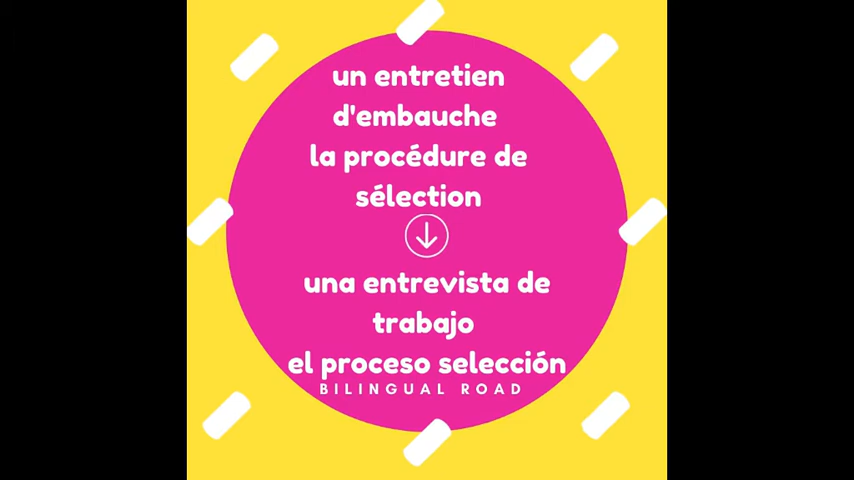 un entretien
d'embauche
la procédure de
sélection
una entrevista de
trabajo
el proceso selección
BILINGUAL ROAD